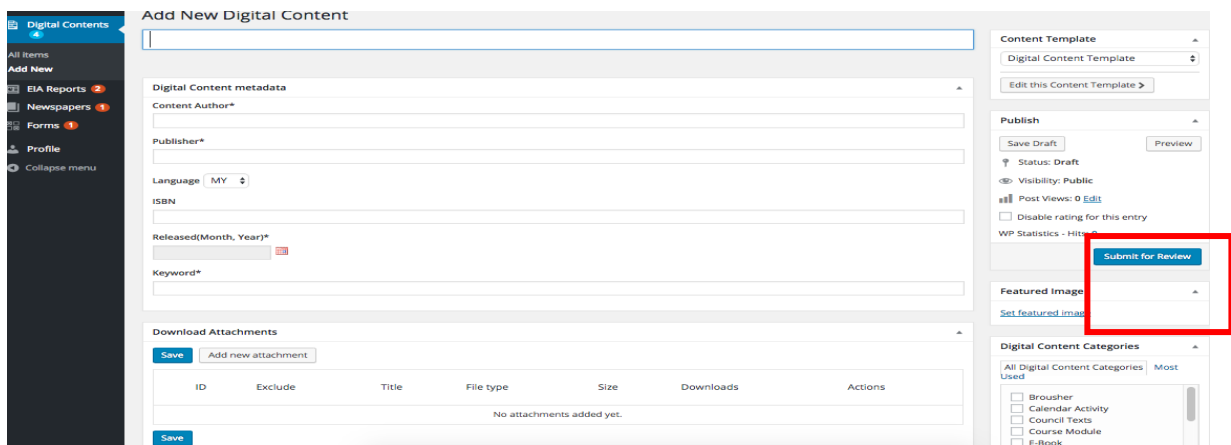 Digital Contents
4
All Items
Add New
EIA Reports 2
Newspapers 1
Forms 1
Profile
Collapse menu
Add New Digital Content
Digital Content metadata
Content Author*
Publisher*
Language MY
ISBN
Released(Month, Year)*
Keyword*
Download Attachments
Save Add new attachment
ID Exclude Title File type Size Downloads Actions
No attachments added yet.
Save
Content Template
Digital Content Template
Edit this Content Template
Publish
Save Draft Preview
Status: Draft
Visibility: Public
Post Views: 0 Edit
Disable rating for this entry
WP Statistics - Hits:
Submit for Review
Featured Image
Set featured image
Digital Content Categories
All Digital Content Categories Most
Used
Brousher
Calendar Activity
Council Texts
Course Module
E-Book